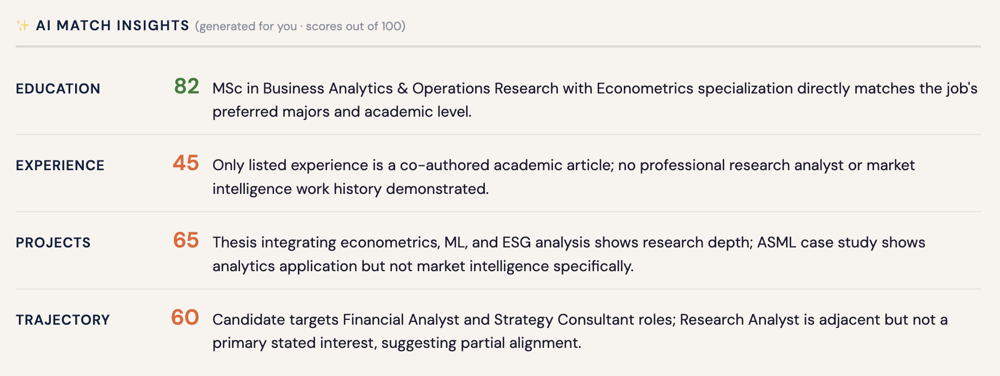 ✨ AI MATCH INSIGHTS (generated for you · scores out of 100)
EDUCATION 82 MSc in Business Analytics & Operations Research with Econometrics specialization directly matches the job's
preferred majors and academic level.
EXPERIENCE 45 Only listed experience is a co-authored academic article; no professional research analyst or market
intelligence work history demonstrated.
PROJECTS 65 Thesis integrating econometrics, ML, and ESG analysis shows research depth; ASML case study shows
analytics application but not market intelligence specifically.
TRAJECTORY 60 Candidate targets Financial Analyst and Strategy Consultant roles; Research Analyst is adjacent but not a
primary stated interest, suggesting partial alignment.